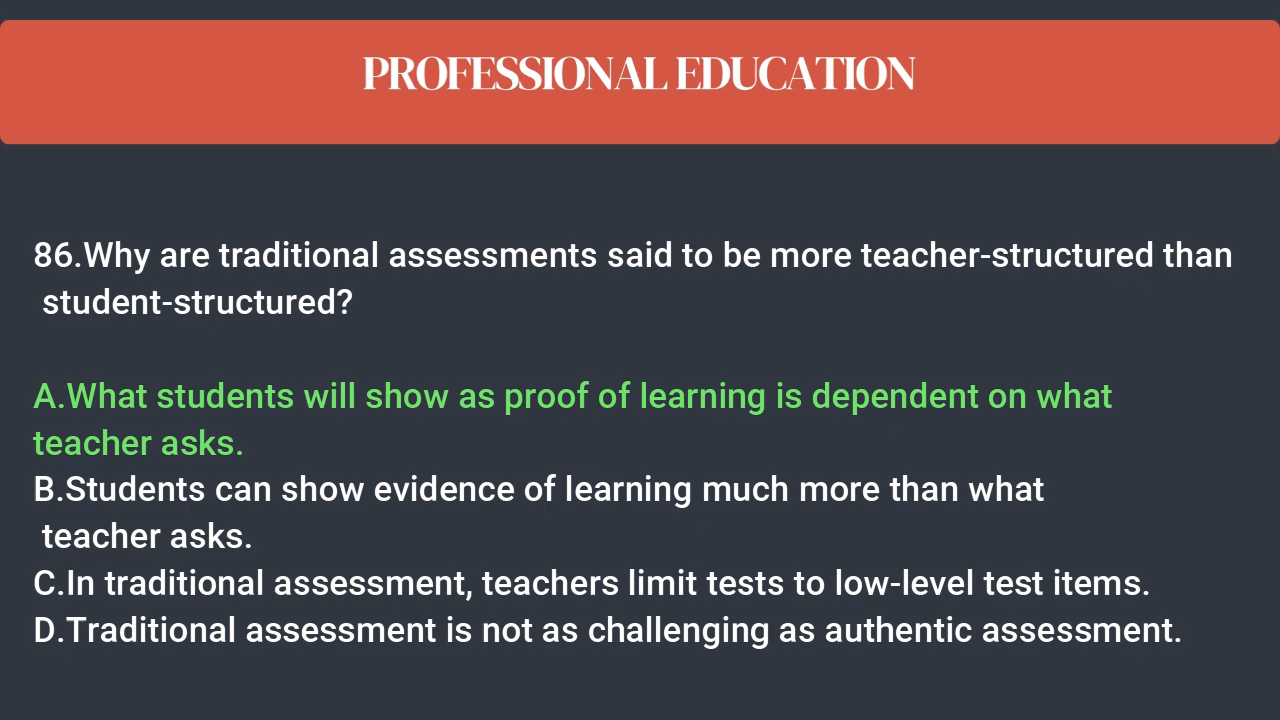 PROFESSIONAL EDUCATION
86.Why are traditional assessments said to be more teacher-structured than
student-structured?
A.What students will show as proof of learning is dependent on what
teacher asks.
B.Students can show evidence of learning much more than what
teacher asks.
C.In traditional assessment, teachers limit tests to low-level test items.
D.Traditional assessment is not as challenging as authentic assessment.